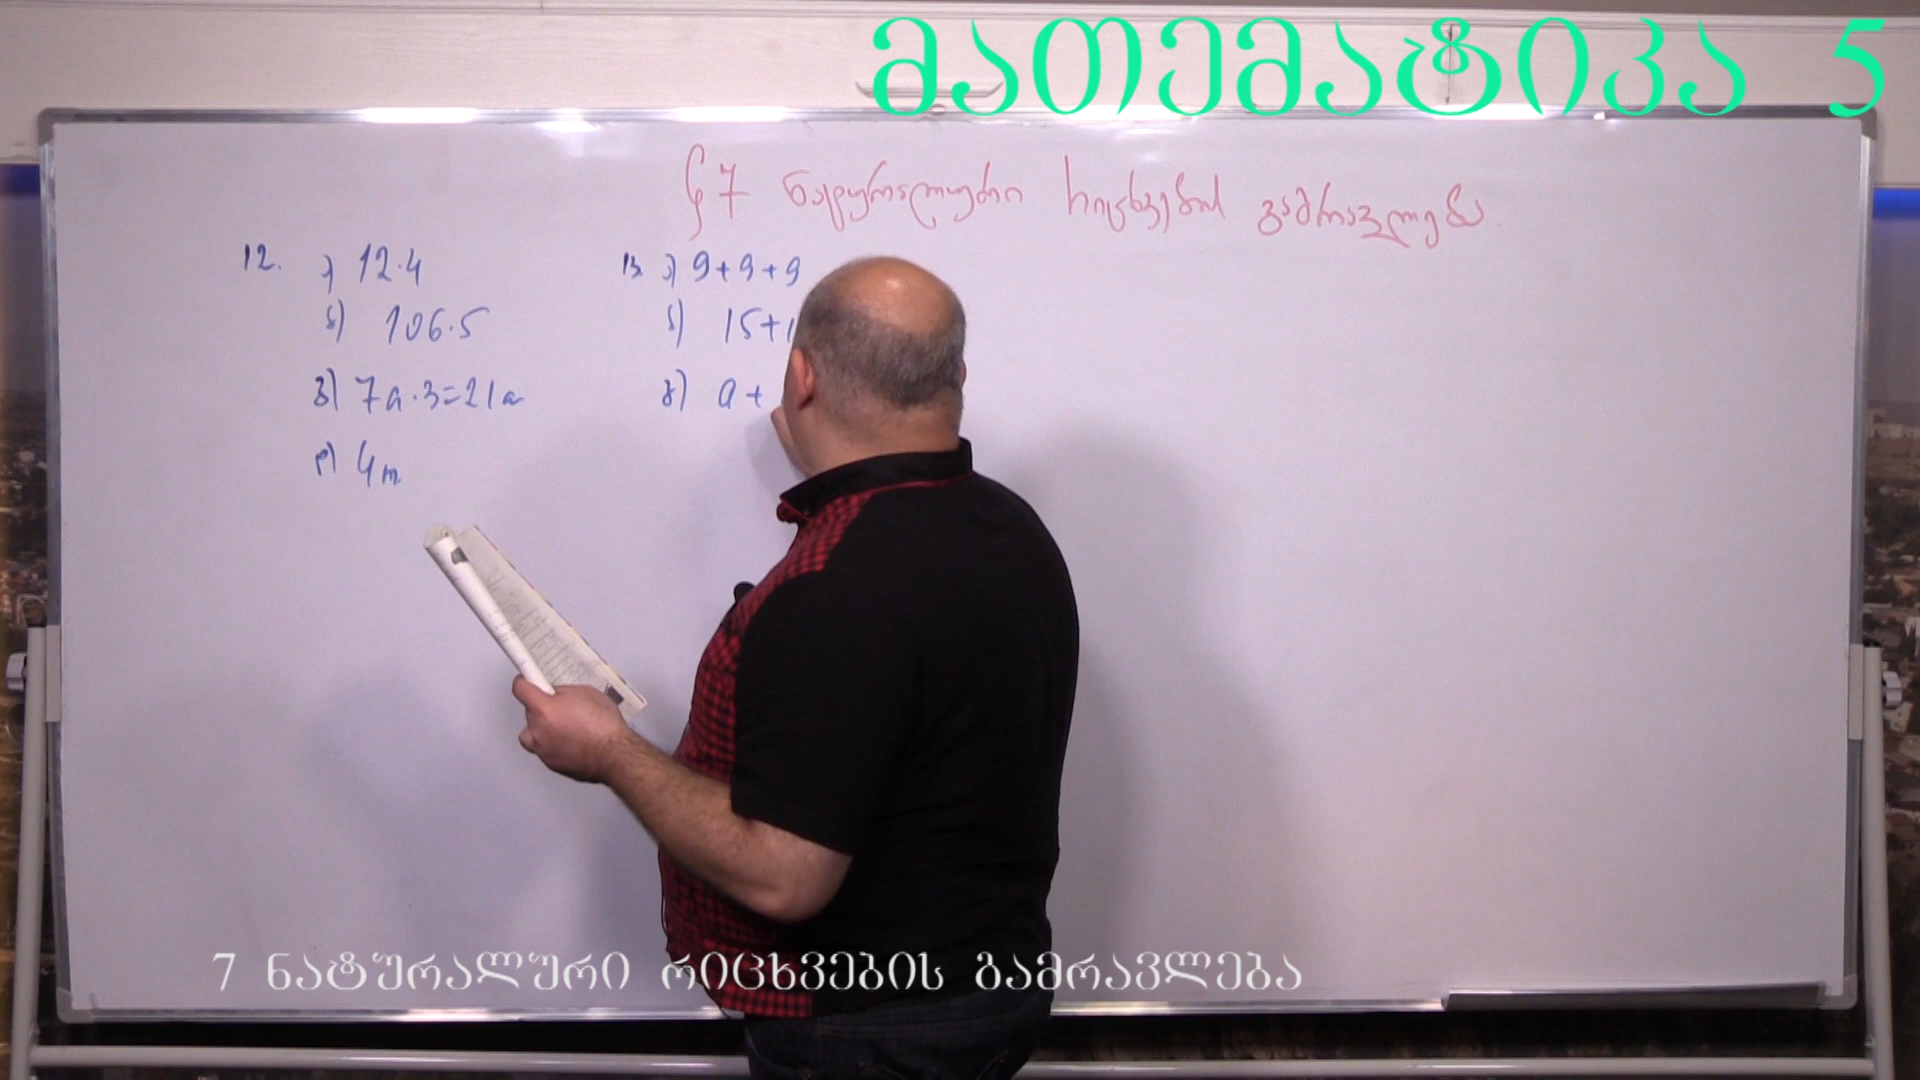 მათემატიკა 5
§7 ნატურალური რიცხვების გამრავლება.
12. ა) 12·4
ბ) 106·5
გ) 7a·3=21a
დ) 4m
13. ა) 9+9+9
ბ) 15+1
გ) a+
7 ნატურალური რიცხვების გამრავლება